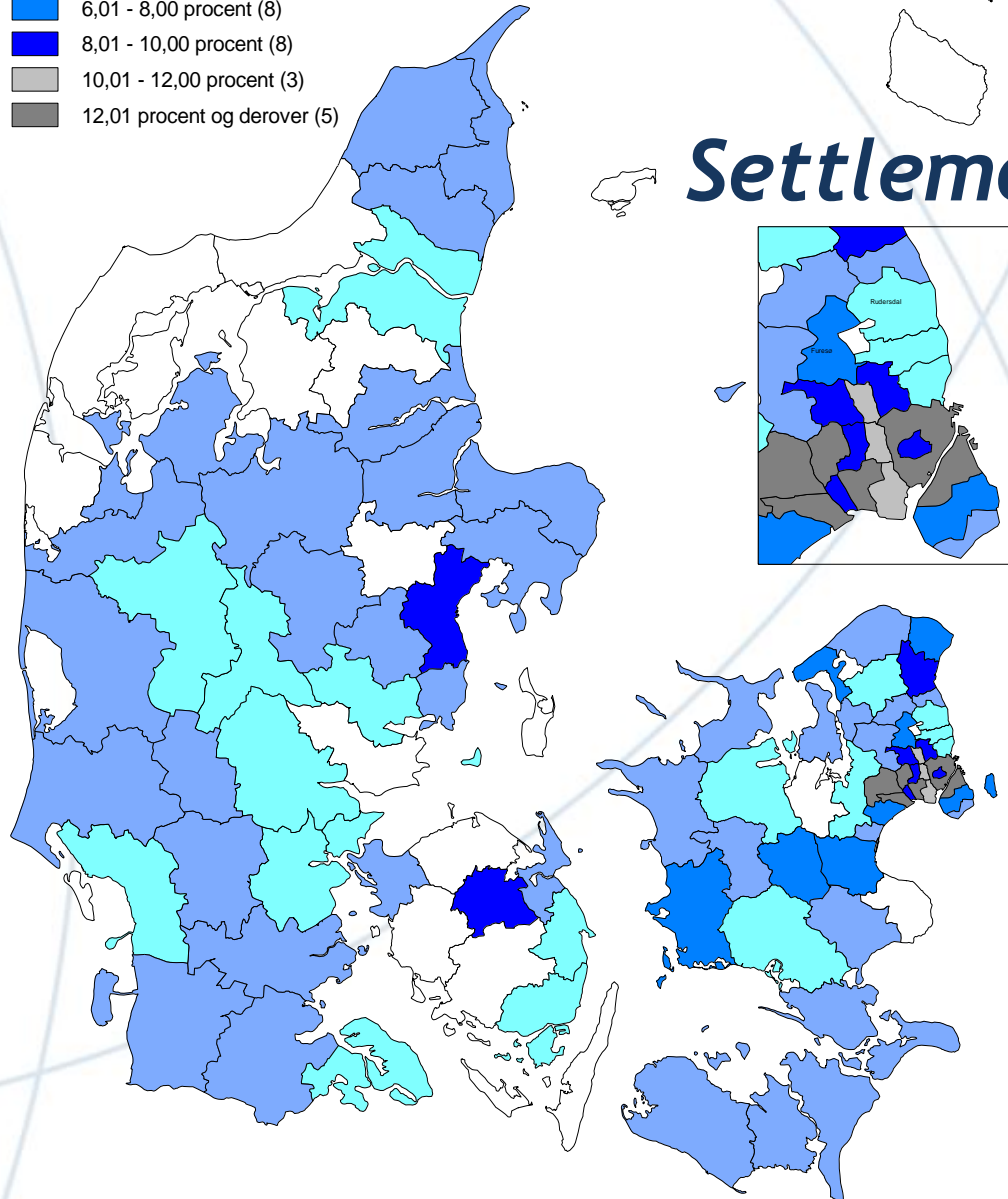 6,01 - 8,00 procent (8)
8,01 - 10,00 procent (8)
10,01 - 12,00 procent (3)
12,01 procent og derover (5)
Settleme
Rudersdal
Furesø